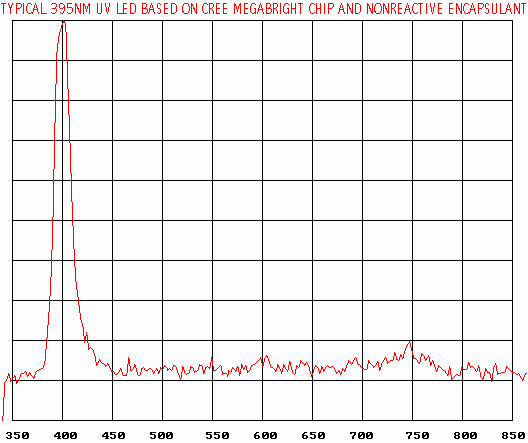 TYPICAL 395NM UV LED BASED ON CREE MEGABRIGHT CHIP AND NONREACTIVE ENCAPSULANT
350 400 450 500 550 600 650 700 750 800 850